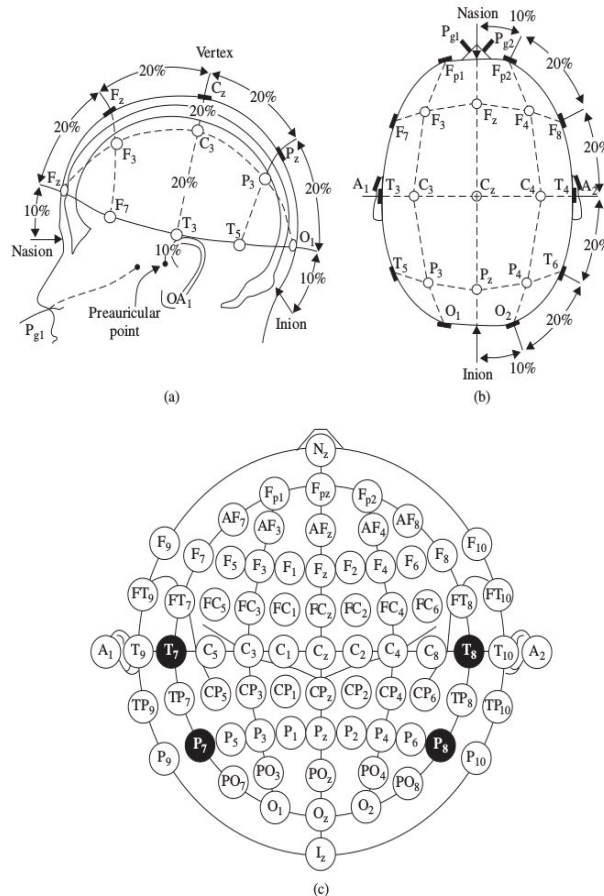 Vertex
20%
20%
Fz
Cz
20%
20%
F3
C3
Pz
Fz
20%
P3
20%
10%
F7
T3
T5
O1
Nasion
10%
10%
Preauricular
point
OA1
Inion
Pg1
(a)
Nasion
10%
Pg1
Pg2
Fp1
Fp2
20%
F7
F3
Fz
F4
F8
20%
A1
T3
C3
Cz
C4
T4
A2
T5
P3
Pz
P4
T6
20%
O1
O2
20%
Inion
10%
(b)
Nz
Fp1
Fpz
Fp2
AF7
AF3
AFz
AF4
AF8
F9
F7
F5
F3
F1
Fz
F2
F4
F6
F8
F10
FT9
FT7
FC5
FC3
FC1
FCz
FC2
FC4
FC6
FT8
FT10
A1
T9
T7
C5
C3
C1
Cz
C2
C4
C8
T8
T10
A2
TP9
TP7
CP5
CP3
CP1
CPz
CP2
CP4
CP6
TP8
TP10
P9
P7
P5
P3
P1
Pz
P2
P4
P6
P8
P10
PO7
PO3
POz
PO4
PO8
O1
Oz
O2
Iz
(c)